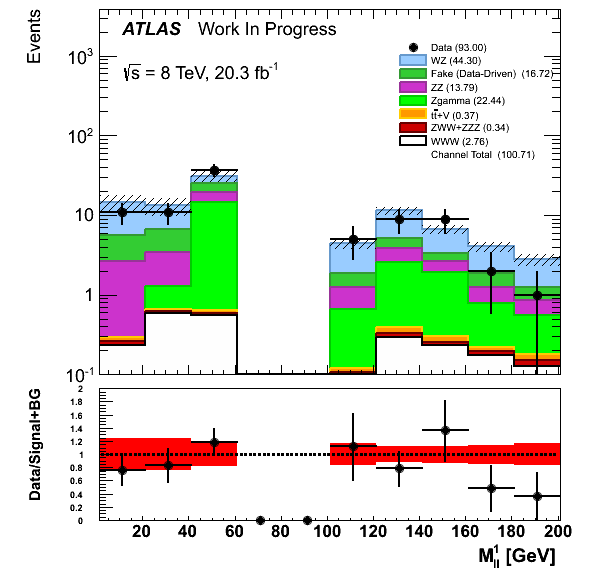 Events
10³
10²
10
1
10⁻¹
ATLAS Work In Progress
√s = 8 TeV, 20.3 fb⁻¹
Data (93.00)
WZ (44.30)
Fake (Data-Driven) (16.72)
ZZ (13.79)
Zgamma (22.44)
tt̄+V (0.37)
ZWW+ZZZ (0.34)
WWW (2.76)
Channel Total (100.71)
Data/Signal+BG
2
1.8
1.6
1.4
1.2
1
0.8
0.6
0.4
0.2
0
20 40 60 80 100 120 140 160 180 200
M¹ll [GeV]